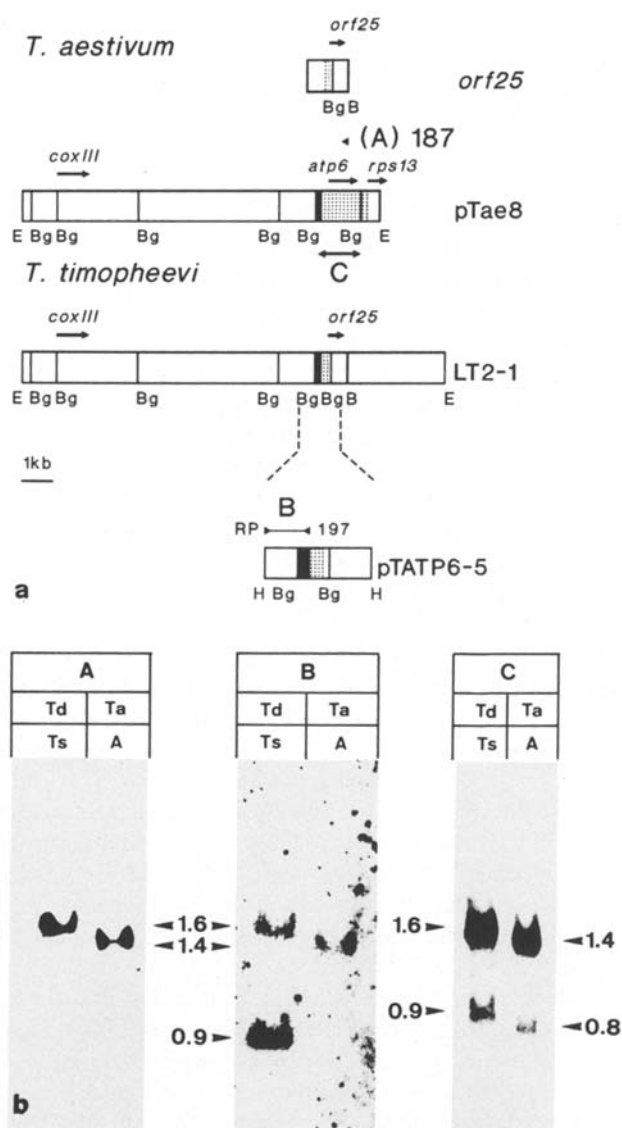 T. aestivum
orf25
orf25
Bg B
(A) 187
coxIII
atp6 rps13
pTae8
E Bg Bg Bg Bg Bg Bg E
C
T. timopheevi
coxIII
orf25
LT2-1
E Bg Bg Bg Bg Bg Bg B E
1kb
B
RP 197
pTATP6-5
a
H Bg Bg H
A B C
Td Ta Td Ta Td Ta
Ts A Ts A Ts A
1.6 1.6
1.4 1.4
0.9 0.9 0.8
b